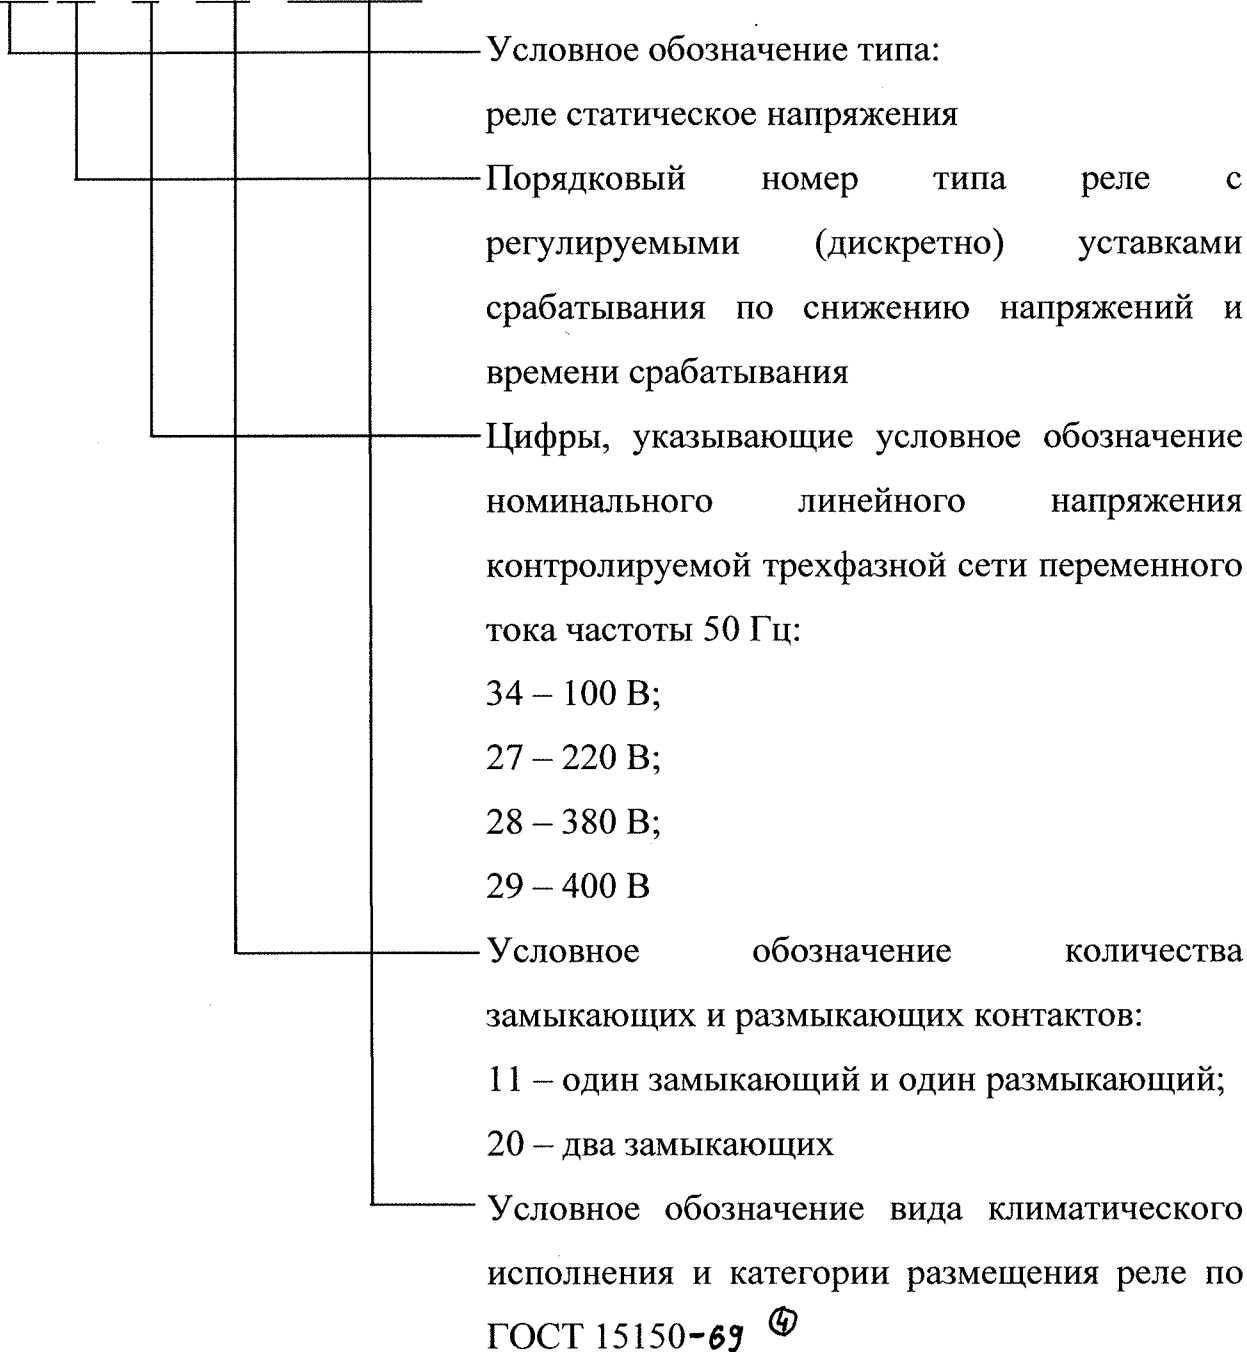 Условное обозначение типа:
реле статическое напряжения
Порядковый номер типа реле с
регулируемыми (дискретно) уставками
срабатывания по снижению напряжений и
времени срабатывания
Цифры, указывающие условное обозначение
номинального линейного напряжения
контролируемой трехфазной сети переменного
тока частоты 50 Гц:
34 – 100 В;
27 – 220 В;
28 – 380 В;
29 – 400 В
Условное обозначение количества
замыкающих и размыкающих контактов:
11 – один замыкающий и один размыкающий;
20 – два замыкающих
Условное обозначение вида климатического
исполнения и категории размещения реле по
ГОСТ 15150-69 ④